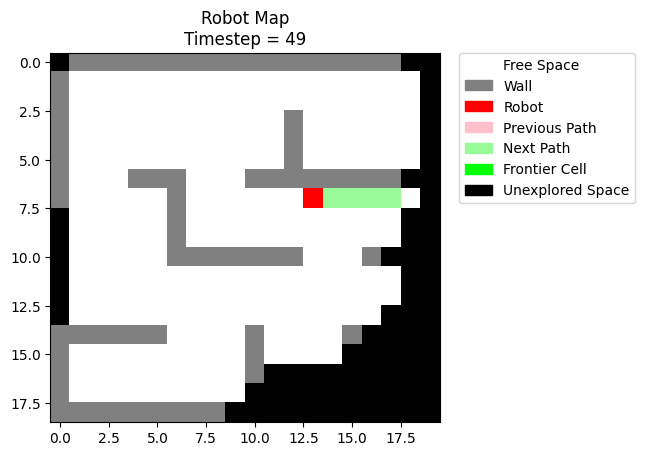 Robot Map
Timestep = 49
Free Space
Wall
Robot
Previous Path
Next Path
Frontier Cell
Unexplored Space
0.0
2.5
5.0
7.5
10.0
12.5
15.0
17.5
0.0
2.5
5.0
7.5
10.0
12.5
15.0
17.5